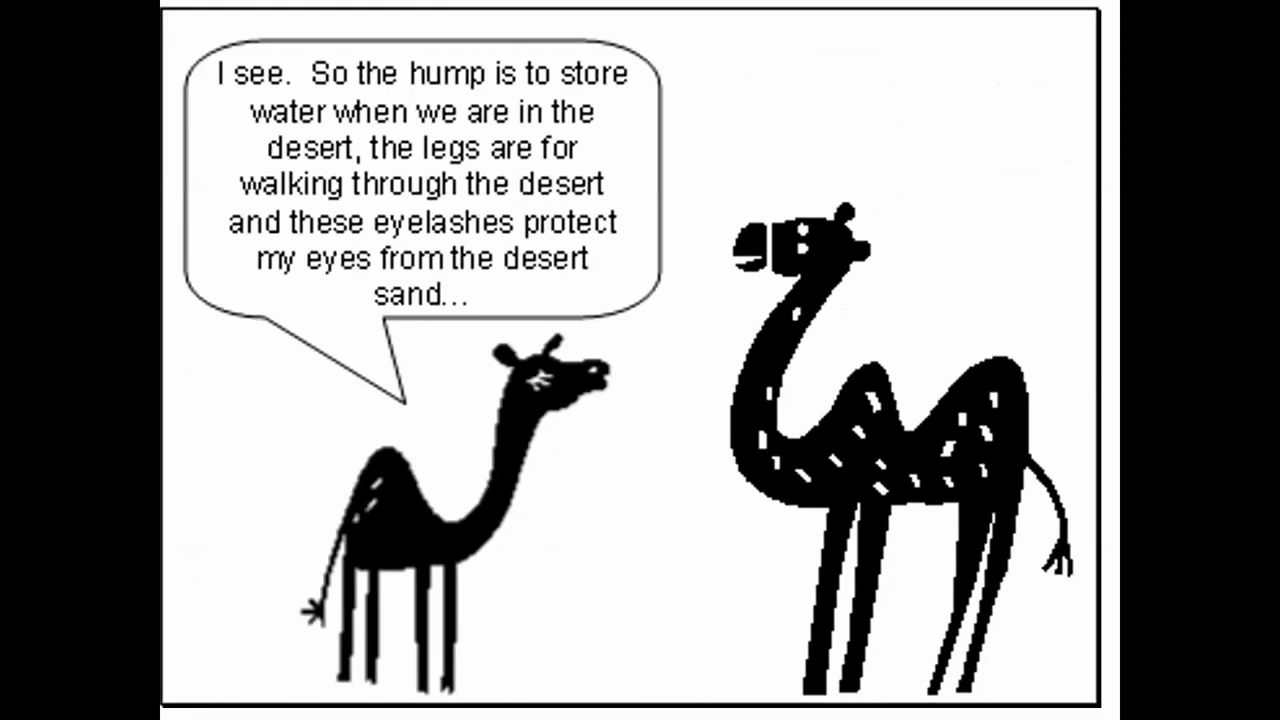 I see.  So the hump is to store
water when we are in the
desert, the legs are for
walking through the desert
and these eyelashes protect
my eyes from the desert
sand...